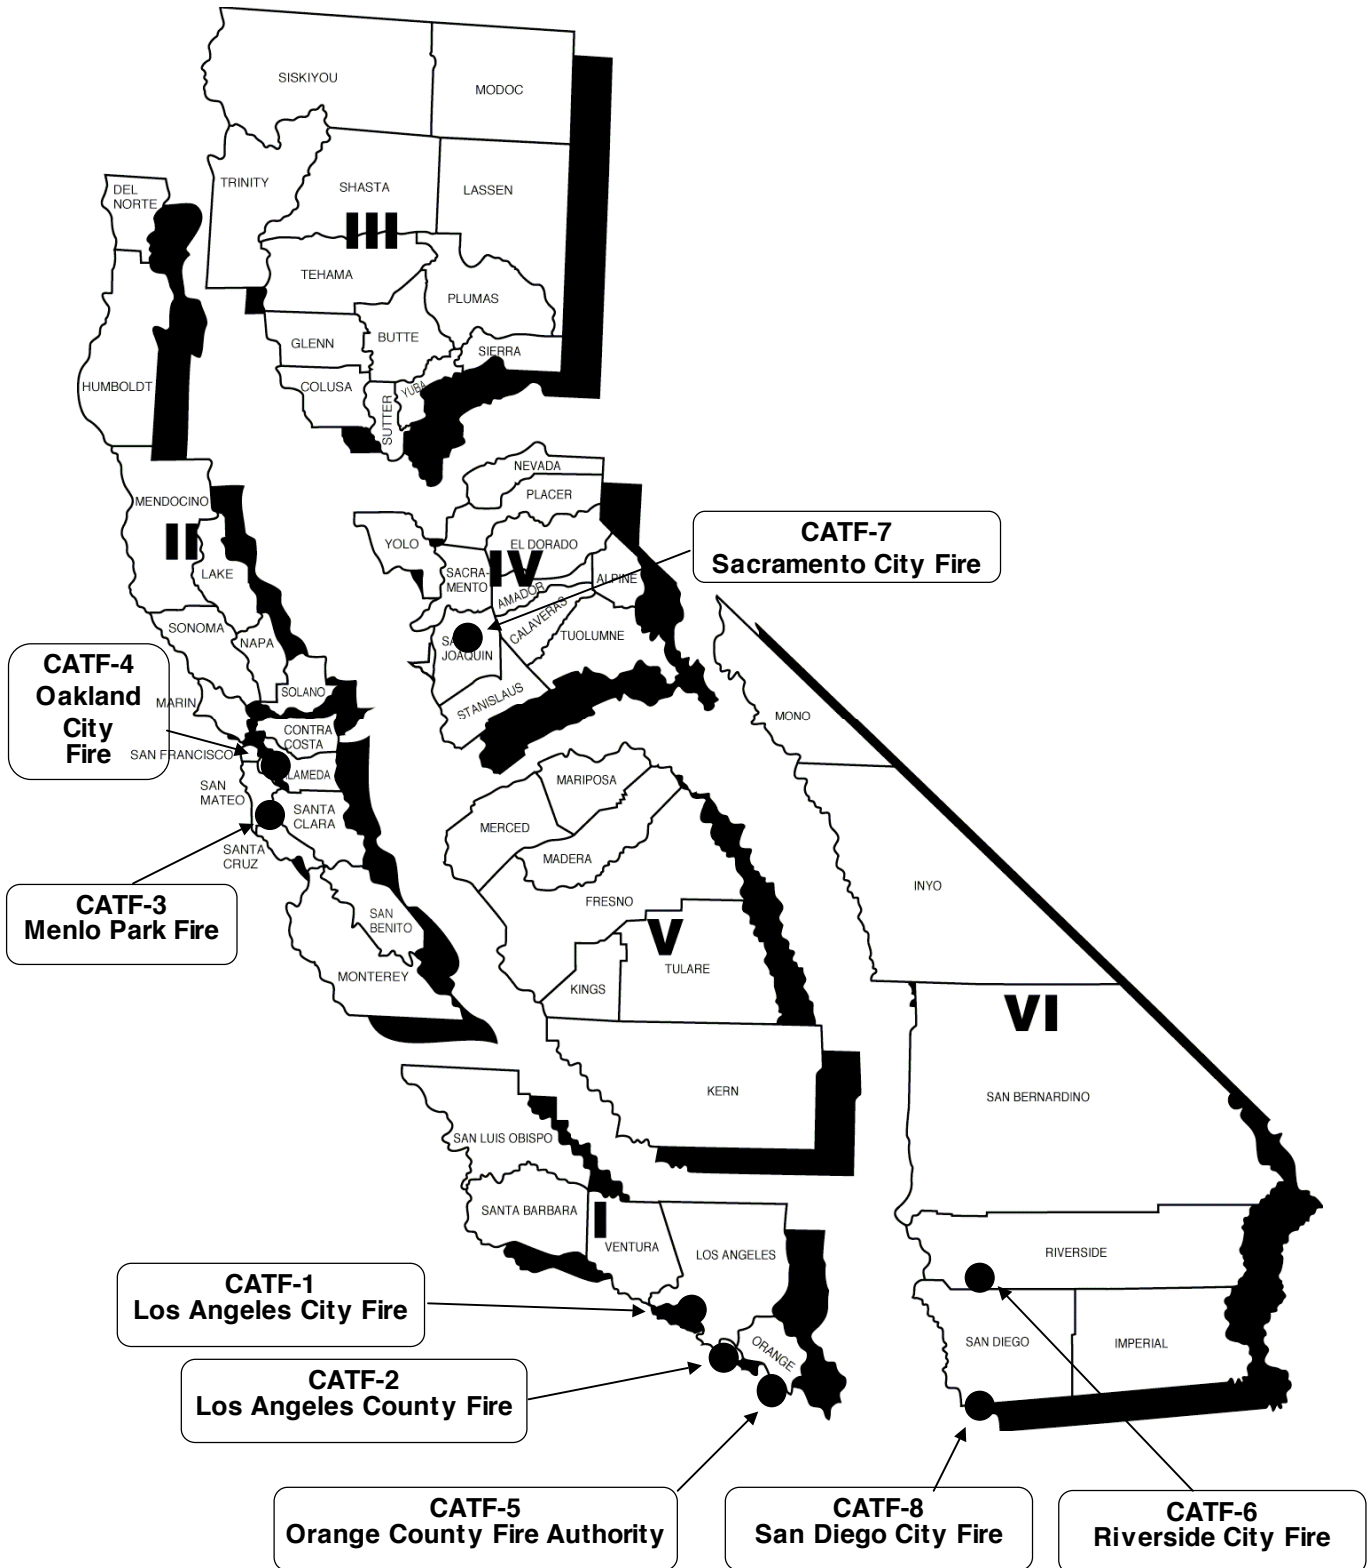 SISKIYOU
MODOC
DEL
NORTE
TRINITY
SHASTA
LASSEN
III
TEHAMA
PLUMAS
GLENN
BUTTE
SIERRA
HUMBOLDT
COLUSA
YUBA
SUTTER
NEVADA
PLACER
MENDOCINO
II
YOLO
EL DORADO
IV
SACRA-
MENTO
ALPINE
AMADOR
CALAVERAS
TUOLUMNE
CATF-7
Sacramento City Fire
LAKE
SONOMA
NAPA
SA
JOAQUIN
STANISLAUS
SOLANO
MARIN
CATF-4
Oakland
City
Fire
CONTRA
COSTA
SAN FRANCISCO
LAMEDA
SAN
MATEO
SANTA
CLARA
SANTA
CRUZ
MONO
MARIPOSA
MERCED
MADERA
INYO
FRESNO
CATF-3
Menlo Park Fire
SAN
BENITO
V
TULARE
MONTEREY
KINGS
VI
KERN
SAN BERNARDINO
SAN LUIS OBISPO
SANTA BARBARA
I
VENTURA
LOS ANGELES
RIVERSIDE
CATF-1
Los Angeles City Fire
ORANGE
SAN DIEGO
IMPERIAL
CATF-2
Los Angeles County Fire
CATF-5
Orange County Fire Authority
CATF-8
San Diego City Fire
CATF-6
Riverside City Fire